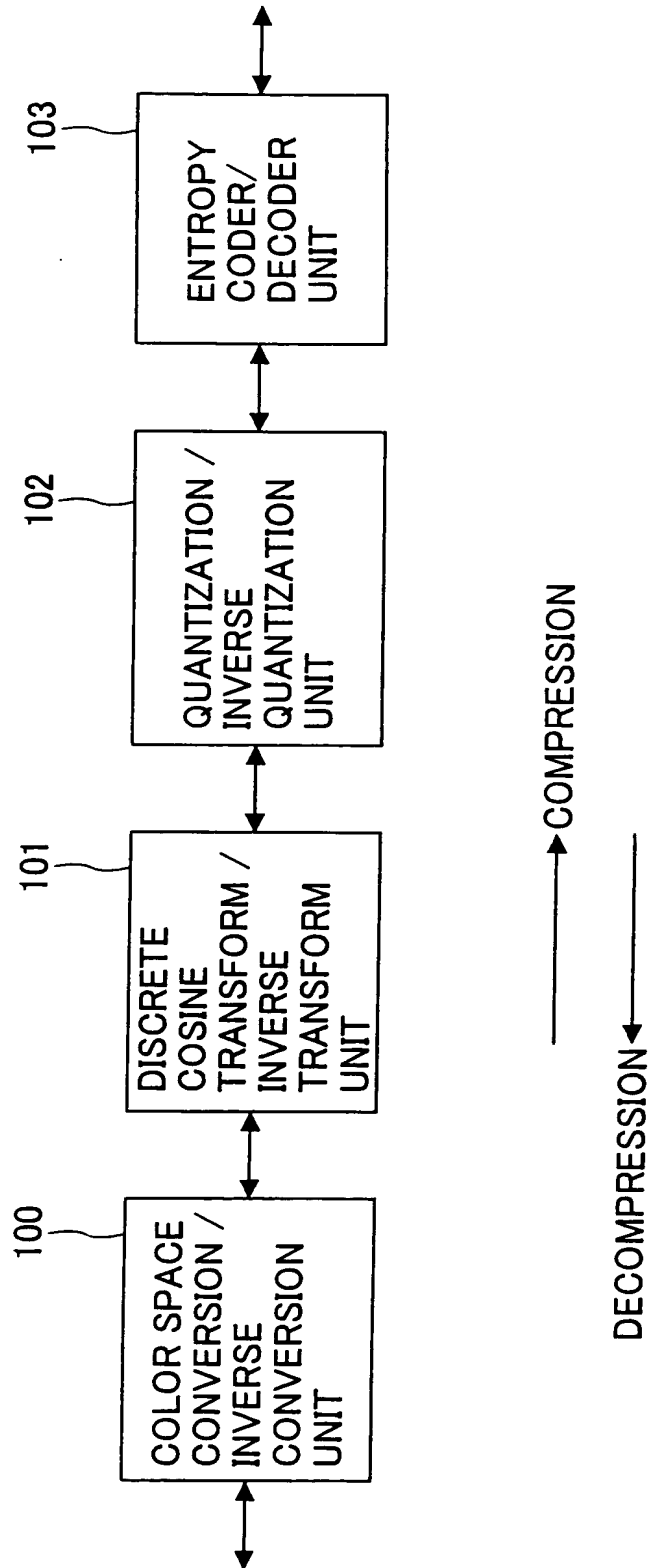 100
COLOR SPACE
CONVERSION /
INVERSE
CONVERSION
UNIT
101
DISCRETE
COSINE
TRANSFORM /
INVERSE
TRANSFORM
UNIT
102
QUANTIZATION /
INVERSE
QUANTIZATION
UNIT
103
ENTROPY
CODER/
DECODER
UNIT
COMPRESSION
DECOMPRESSION